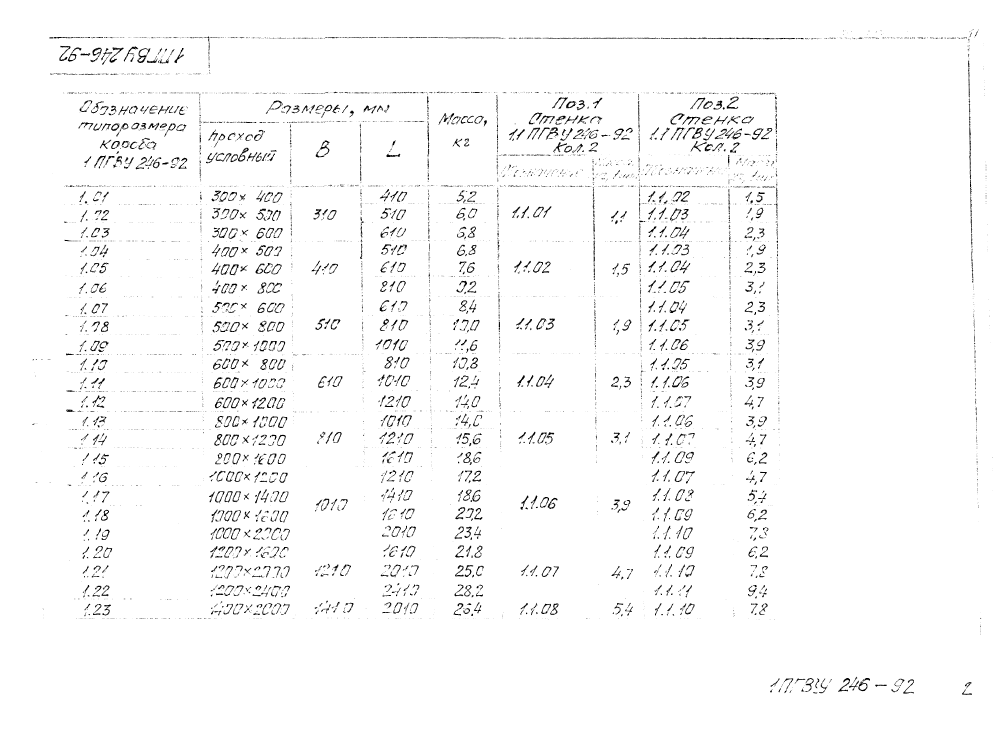 1ПГВУ 246-92
Обозначение типоразмера короба 1 ПГВУ 246-92 | Размеры, мм | Масса, кг | Поз.1 Стенка 1.1 ПГВУ 246-92 Кол. 2 | Поз.2 Стенка 1.1 ПГВУ 246-92 Кол. 2
Проход условный | B | L
1.01 300×400 410 5,2 1.1.02 1,5
1.02 300×500 310 510 6,0 1.1.01 1,1 1.1.03 1,9
1.03 300×600 610 6,8 1.1.04 2,3
1.04 400×500 510 6,8 1.1.03 1,9
1.05 400×600 410 610 7,6 1.1.02 1,5 1.1.04 2,3
1.06 400×800 810 9,2 1.1.05 3,1
1.07 500×600 610 8,4 1.1.04 2,3
1.08 500×800 510 810 10,0 1.1.03 1,9 1.1.05 3,1
1.09 500×1000 1010 11,6 1.1.06 3,9
1.10 600×800 810 10,8 1.1.05 3,1
1.11 600×1000 610 1010 12,4 1.1.04 2,3 1.1.06 3,9
1.12 600×1200 1210 14,0 1.1.07 4,7
1.13 800×1000 1010 14,0 1.1.06 3,9
1.14 800×1200 810 1210 15,6 1.1.05 3,1 1.1.07 4,7
1.15 800×1600 1610 18,6 1.1.09 6,2
1.16 1000×1200 1210 17,2 1.1.07 4,7
1.17 1000×1400 1010 1410 18,6 1.1.06 3,9 1.1.08 5,4
1.18 1000×1600 1610 20,2 1.1.09 6,2
1.19 1000×2000 2010 23,4 1.1.10 7,8
1.20 1200×1600 1610 21,8 1.1.09 6,2
1.21 1200×2000 1210 2010 25,0 1.1.07 4,7 1.1.10 7,8
1.22 1200×2400 2410 28,2 1.1.11 9,4
1.23 1400×2000 1410 2010 26,4 1.1.08 5,4 1.1.10 7,8
1ПГВУ 246-92 2